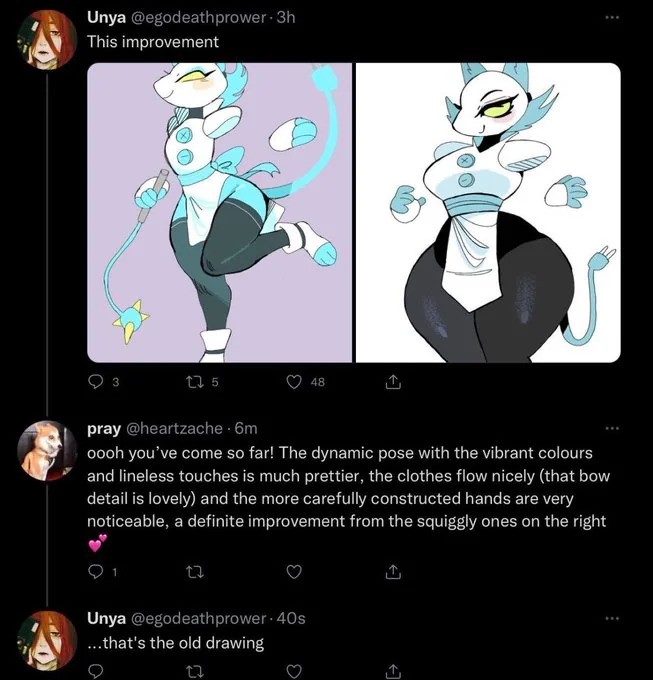 Unya @egodeathprower · 3h
This improvement
3 5 48
pray @heartzache · 6m
oooh you’ve come so far! The dynamic pose with the vibrant colours
and lineless touches is much prettier, the clothes flow nicely (that bow
detail is lovely) and the more carefully constructed hands are very
noticeable, a definite improvement from the squiggly ones on the right
💕
1
Unya @egodeathprower · 40s
...that's the old drawing